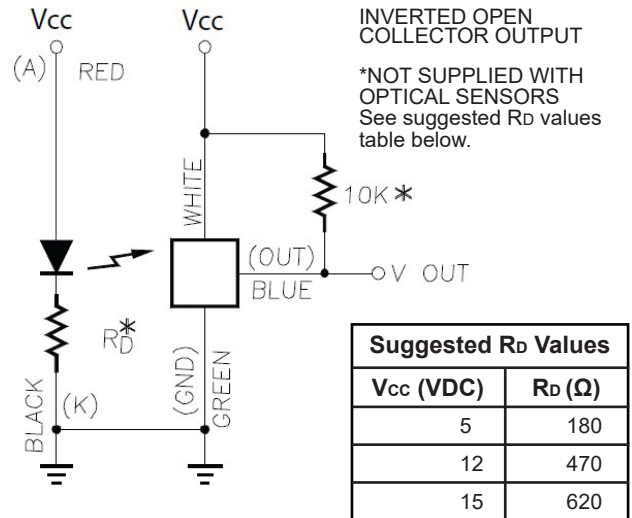 Vcc
Vcc
INVERTED OPEN
COLLECTOR OUTPUT
(A)
RED
*NOT SUPPLIED WITH
OPTICAL SENSORS
See suggested RD values
table below.
WHITE
10K*
(OUT)
BLUE
V OUT
RD*
BLACK
(K)
(GND)
GREEN
Suggested RD Values
Vcc (VDC)
RD (Ω)
5
180
12
470
15
620